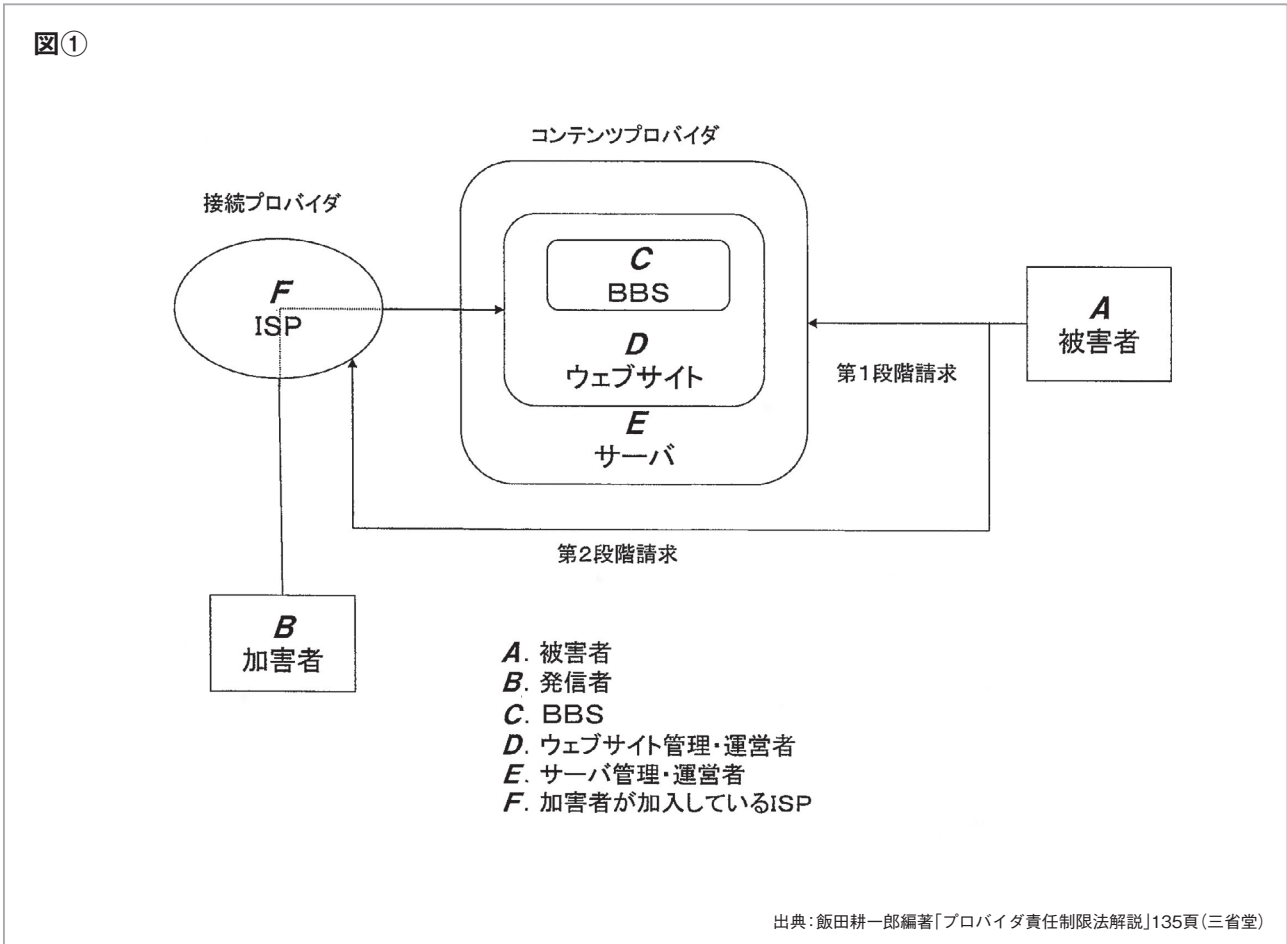 図①
コンテンツプロバイダ
接続プロバイダ
F
ISP
C
BBS
D
ウェブサイト
E
サーバ
A
被害者
第1段階請求
第2段階請求
B
加害者
A. 被害者
B. 発信者
C. BBS
D. ウェブサイト管理・運営者
E. サーバ管理・運営者
F. 加害者が加入しているISP
出典:飯田耕一郎編著「プロバイダ責任制限法解説」135頁(三省堂)